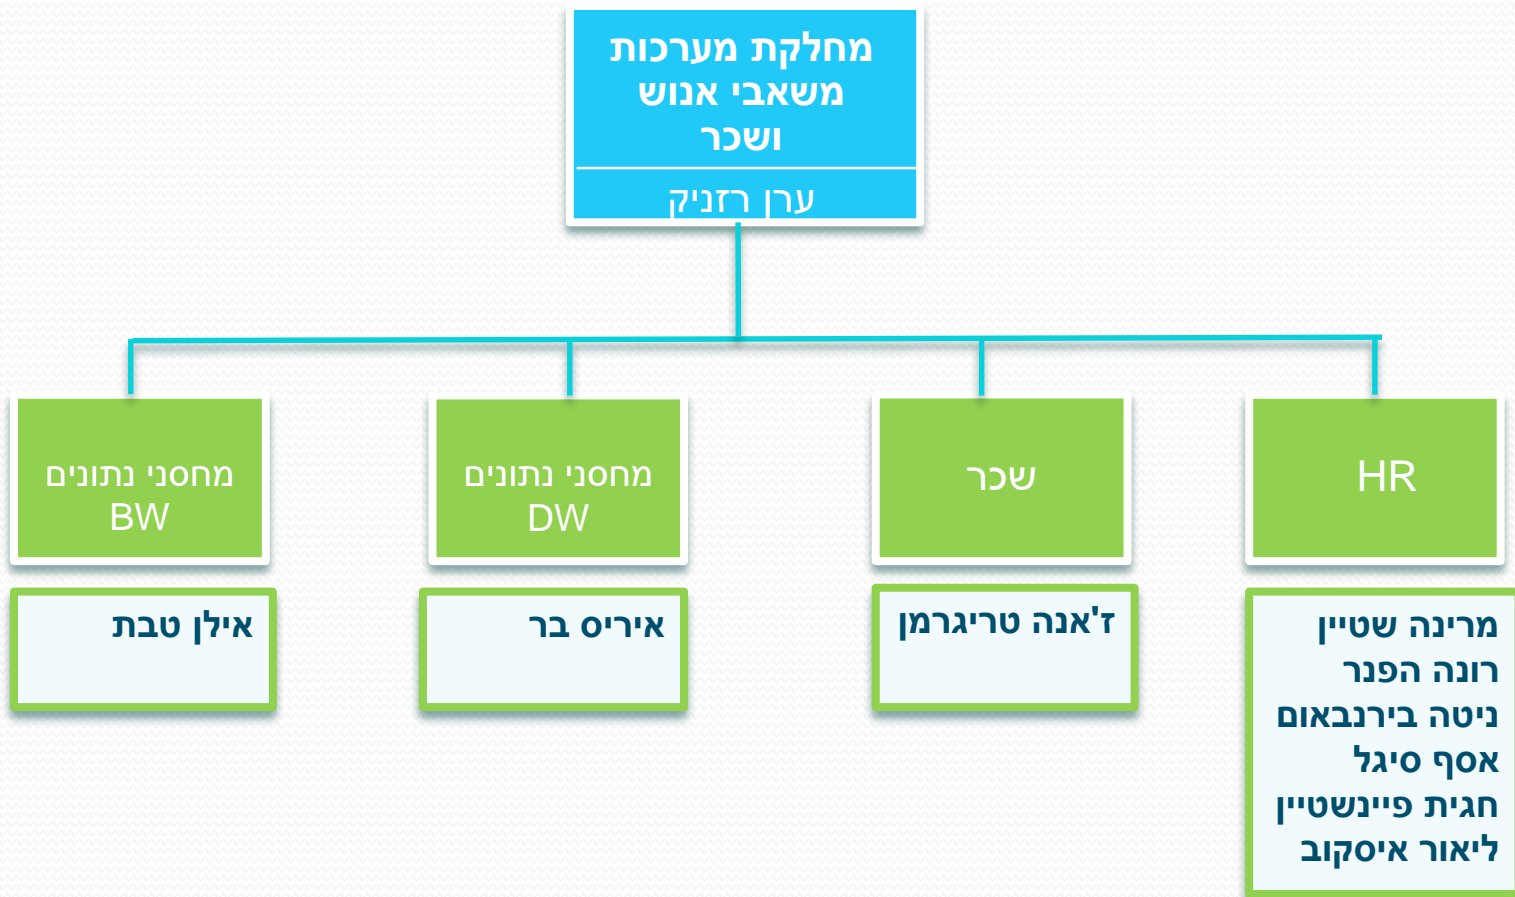 מחלקת מערכות
משאבי אנוש
ושכר
ערן רזניק
HR
שכר
מחסני נתונים
DW
מחסני נתונים
BW
מרינה שטיין
רונה הפנר
ניטה בירנבאום
אסף סיגל
חגית פיינשטיין
ליאור איסקוב
ז'אנה טריגרמן
איריס בר
אילן טבת